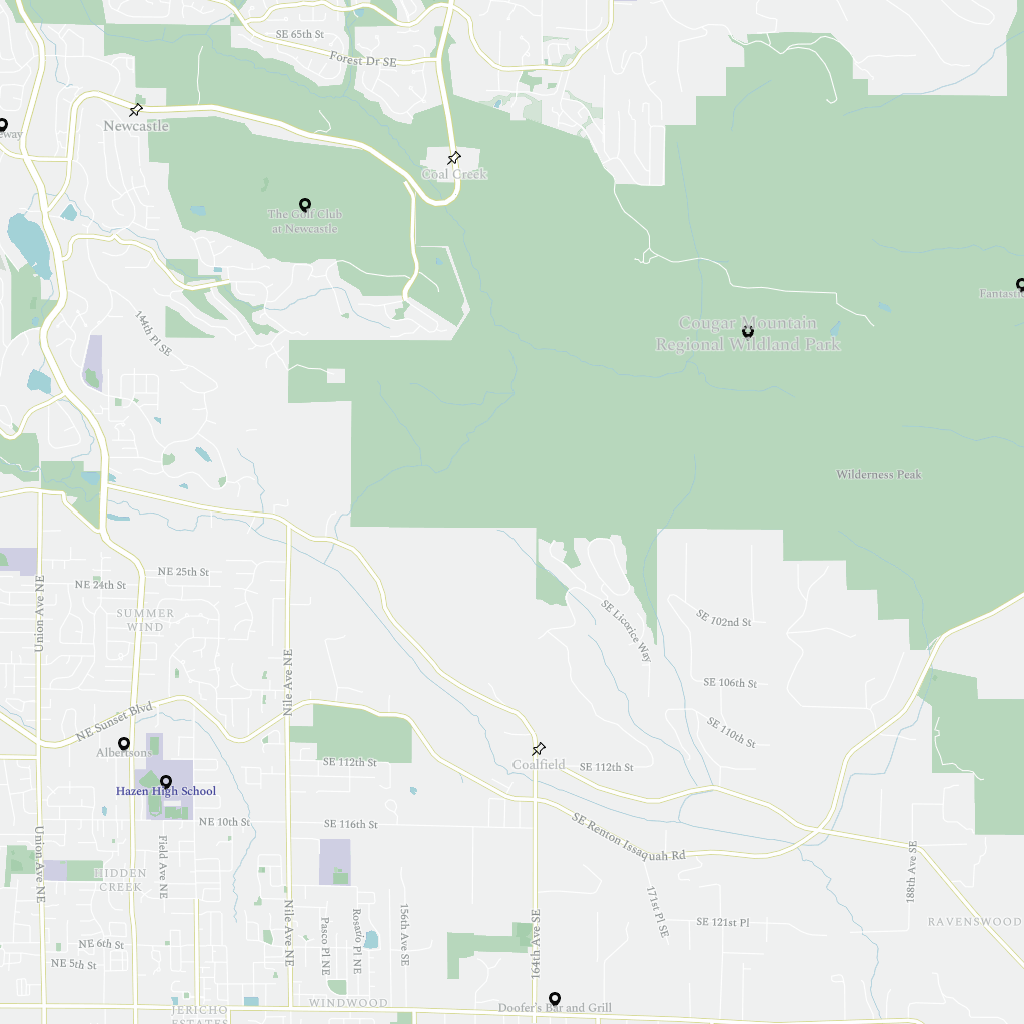 SE 65th St
Forest Dr SE
Newcastle
eway
Coal Creek
The Golf Club
at Newcastle
Fantastic
Cougar Mountain
Regional Wildland Park
144th Pl SE
Wilderness Peak
NE 25th St
NE 24th St
Union Ave NE
SUMMER
WIND
SE Licorice Way
SE 102nd St
Nile Ave NE
SE 106th St
NE Sunset Blvd
SE 110th St
Albertsons
SE 112th St
Coalfield
SE 112th St
Hazen High School
NE 10th St
SE 116th St
SE Renton Issaquah Rd
Union Ave NE
Field Ave NE
HIDDEN
CREEK
188th Ave SE
171st Pl SE
SE 121st Pl
RAVENSWOOD
Nile Ave NE
Pasco Pl NE
Rosario Pl NE
156th Ave SE
164th Ave SE
NE 6th St
NE 5th St
WINDWOOD
Doofer's Bar and Grill
JERICHO
ESTATES